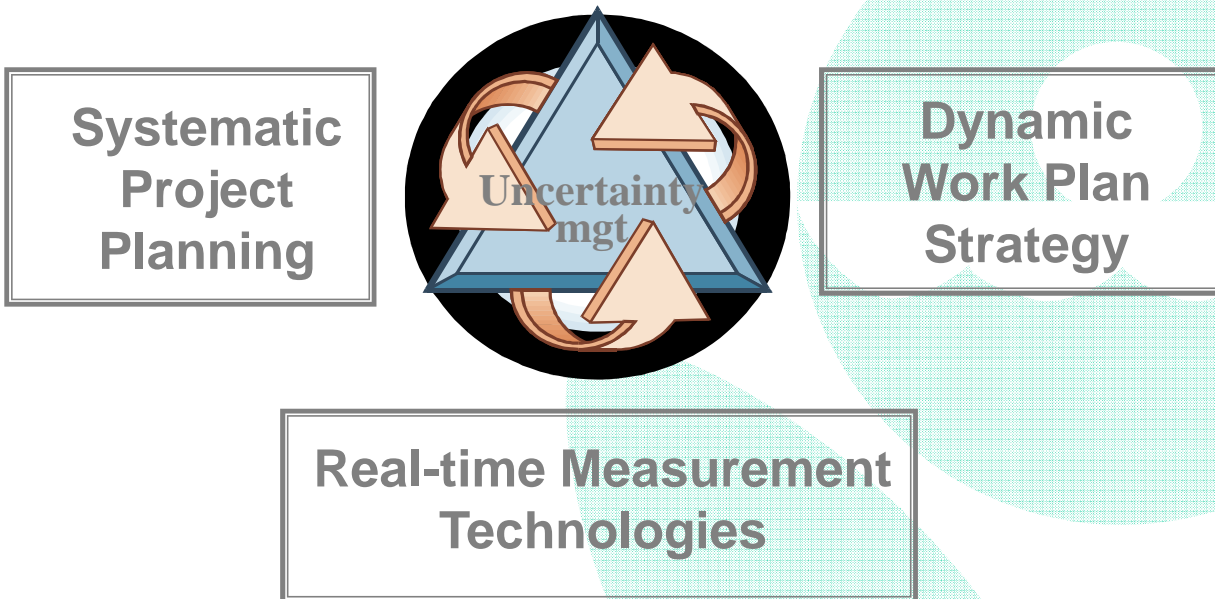 Systematic
Project
Planning
Uncertainty
mgt
Dynamic
Work Plan
Strategy
Real-time Measurement
Technologies